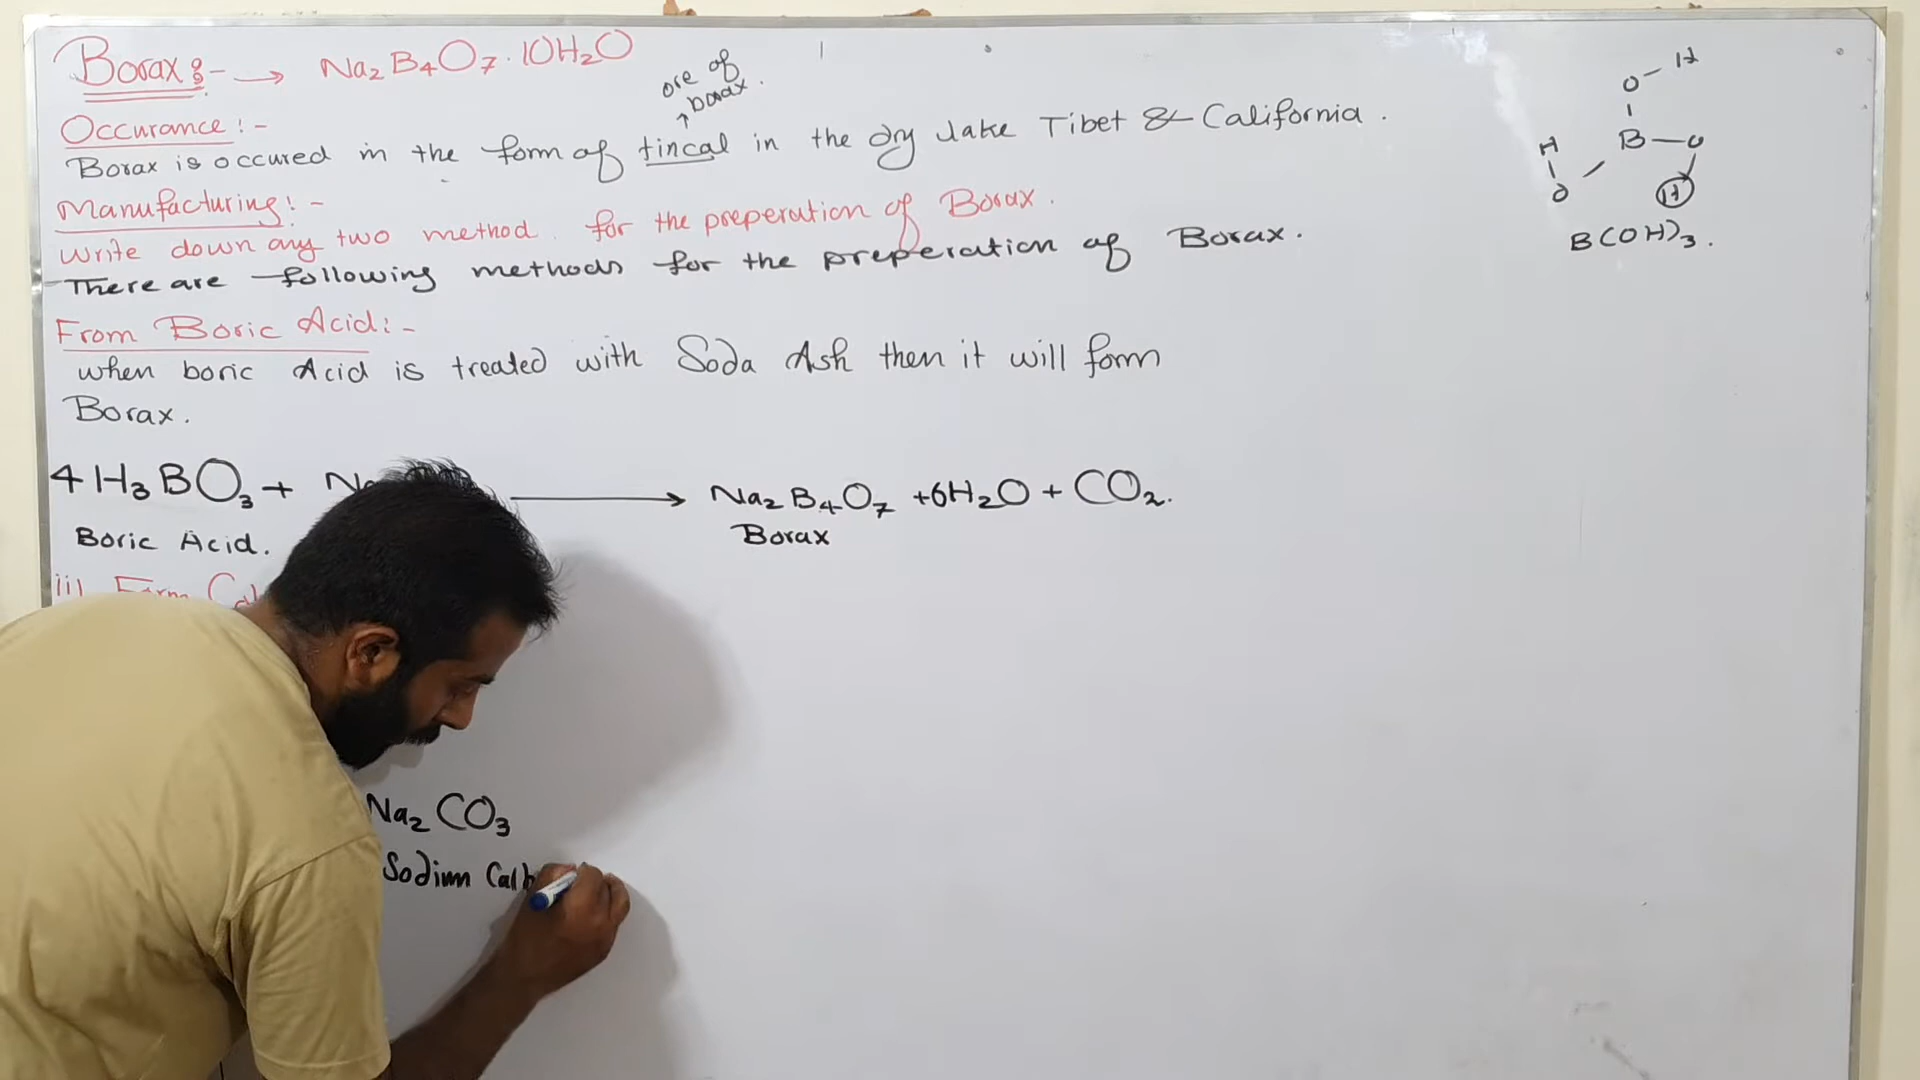 Borax :- → Na2B4O7.10H2O
ore of
borax.
Occurance :-
Borax is occured in the form of tincal in the dry lake Tibet & California.
Manufacturing :-
Write down any two method for the preperation of Borax.
There are following methods for the preperation of Borax.
From Boric Acid :-
when boric Acid is treated with Soda Ash then it will form
Borax.
4H3BO3 + Na → Na2B4O7 + 6H2O + CO2.
Boric Acid. Borax
ii) From
Na2CO3
Sodium
O-H
H B-O
O H
B(OH)3.